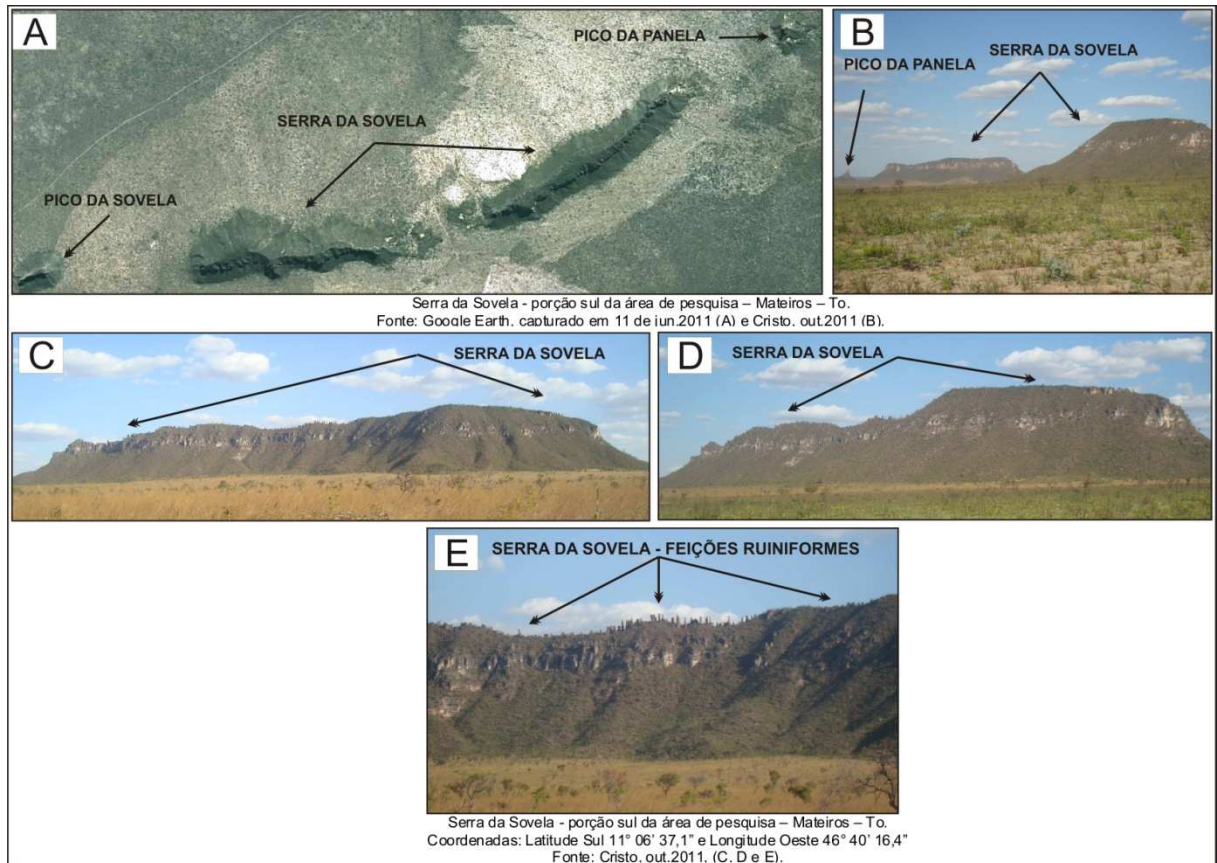 A
PICO DA PANELA
SERRA DA SOVELA
PICO DA SOVELA
B
SERRA DA SOVELA
PICO DA PANELA
Serra da Sovela - porção sul da área de pesquisa – Mateiros – To.
Fonte: Google Earth, capturado em 11 de jun.2011 (A) e Cristo, out.2011 (B).
C
SERRA DA SOVELA
D
SERRA DA SOVELA
E
SERRA DA SOVELA - FEIÇÕES RUINIFORMES
Serra da Sovela - porção sul da área de pesquisa – Mateiros – To.
Coordenadas: Latitude Sul 11° 06' 37,1” e Longitude Oeste 46° 40' 16,4”
Fonte: Cristo, out.2011, (C, D e E).